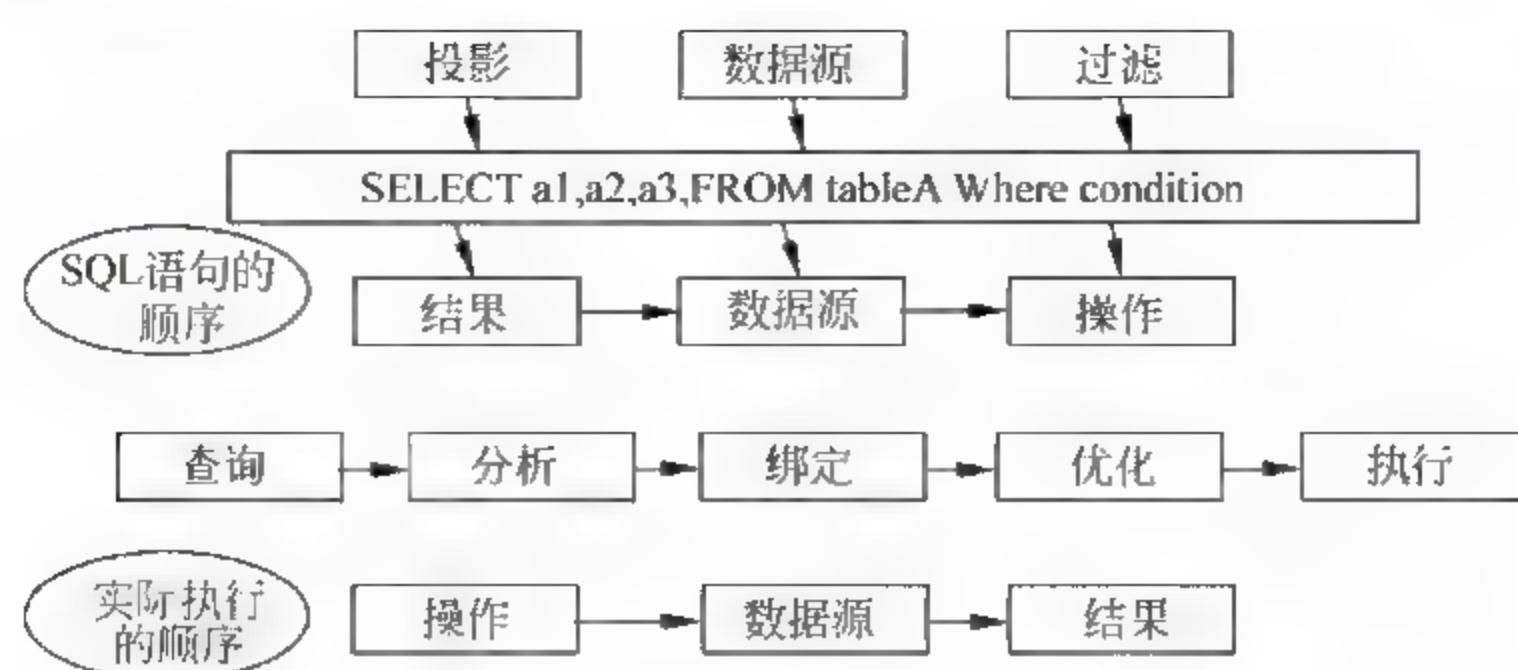 投影
数据源
过滤
SELECT a1,a2,a3,FROM tableA Where condition
SQL语句的
顺序
结果
数据源
操作
查询
分析
绑定
优化
执行
实际执行
的顺序
操作
数据源
结果